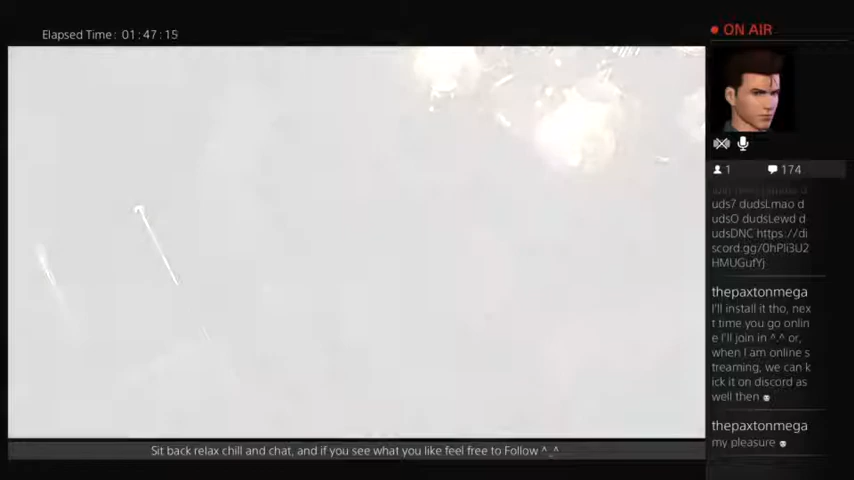 Elapsed Time: 01:47:15
ON AIR
1 174
uds7 dudsLmao d
udsO dudsLewd d
udsDNC https://di
scord.gg/0hPli3U2
HMUGufYj
thepaxtonmega
I'll install it tho, nex
t time you go onlin
e I'll join in ^.^ or,
when I am online s
treaming, we can k
ick it on discord as
well then
thepaxtonmega
my pleasure
Sit back relax chill and chat, and if you see what you like feel free to Follow ^_^